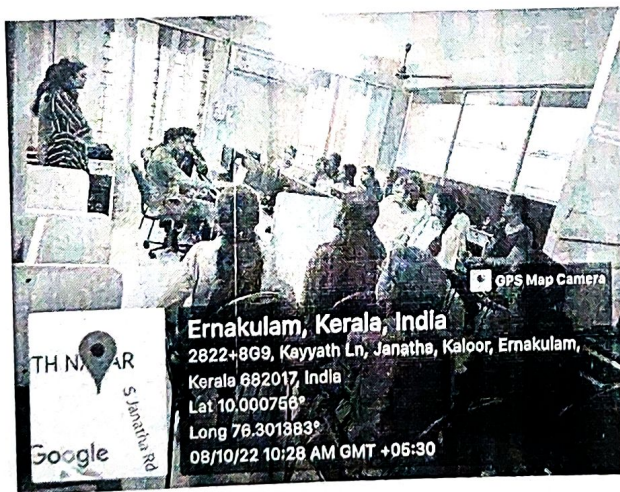 GPS Map Camera
Ernakulam, Kerala, India
2822+8G9, Kayyath Ln, Janatha, Kaloor, Ernakulam,
Kerala 682017, India
Lat 10.000756°
Long 76.301383°
08/10/22 10:28 AM GMT +05:30
S Janatha Rd
Google